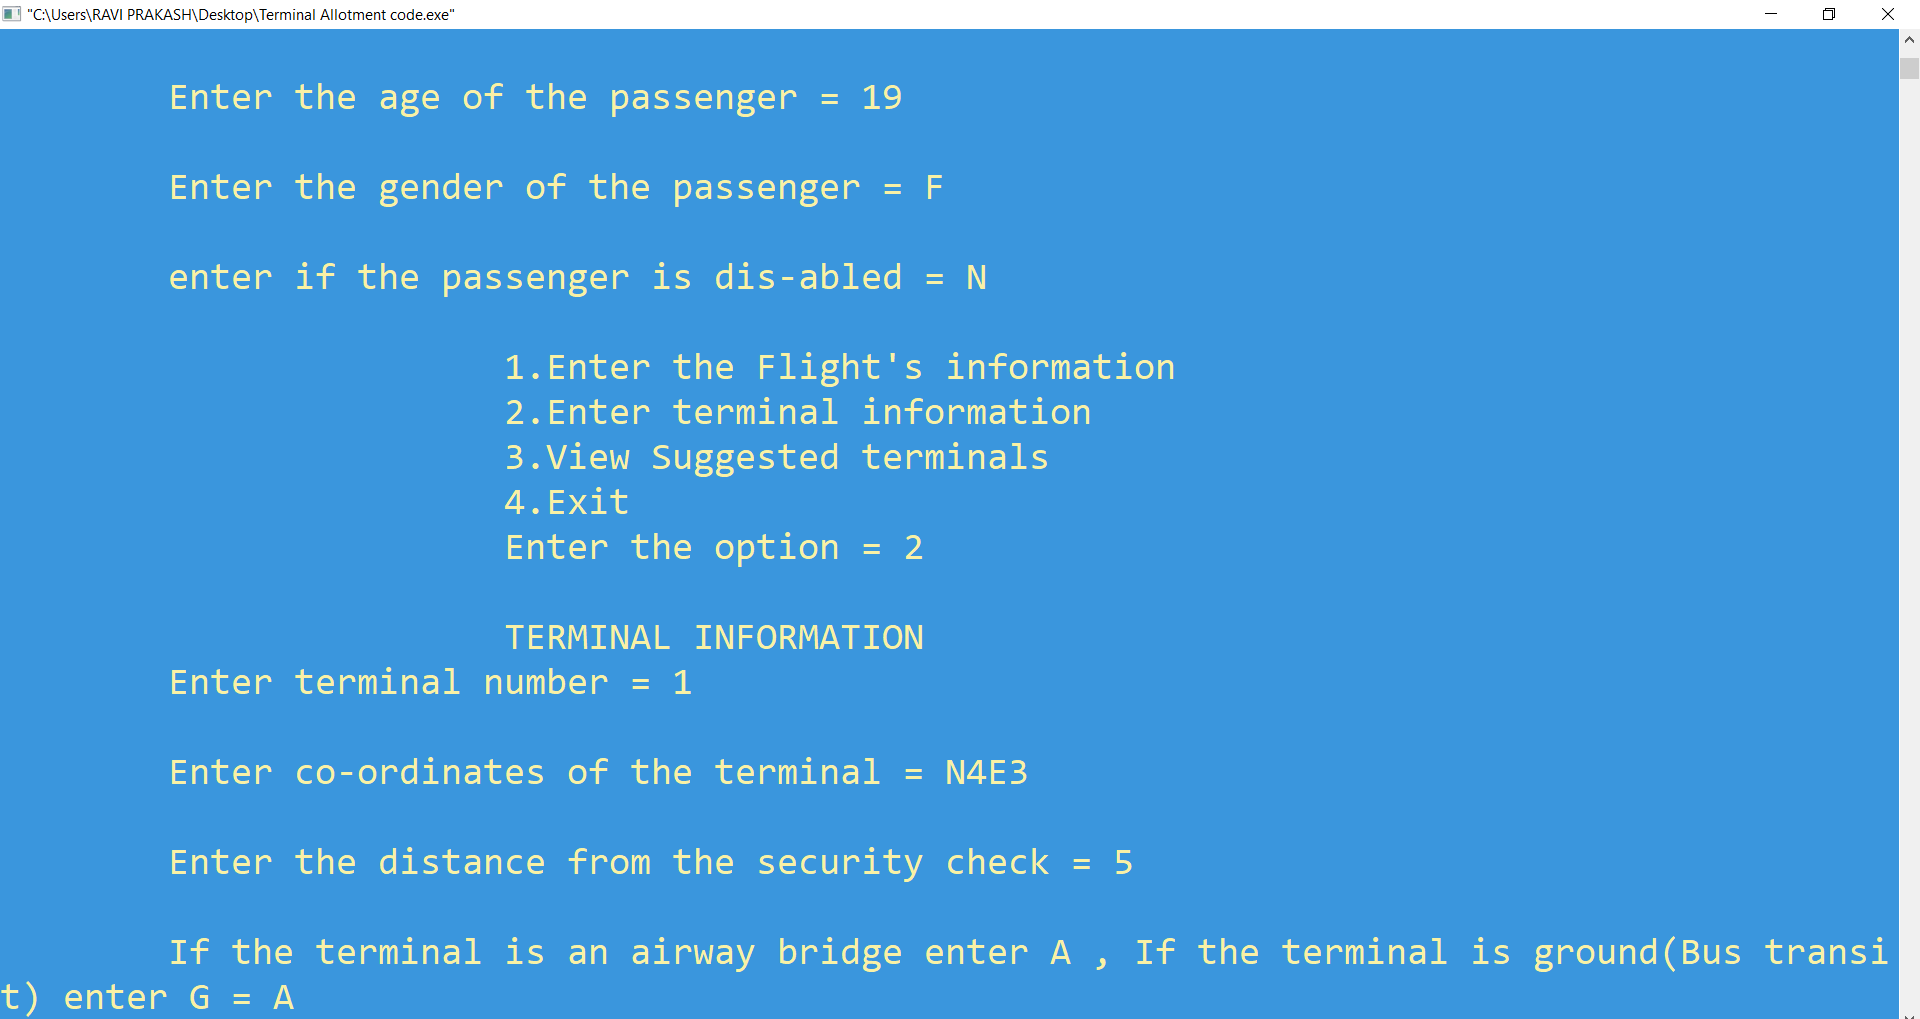 "C:\Users\RAVI PRAKASH\Desktop\Terminal Allotment code.exe"
Enter the age of the passenger = 19
Enter the gender of the passenger = F
enter if the passenger is dis-abled = N
1.Enter the Flight's information
2.Enter terminal information
3.View Suggested terminals
4.Exit
Enter the option = 2
TERMINAL INFORMATION
Enter terminal number = 1
Enter co-ordinates of the terminal = N4E3
Enter the distance from the security check = 5
If the terminal is an airway bridge enter A , If the terminal is ground(Bus transi
t) enter G = A